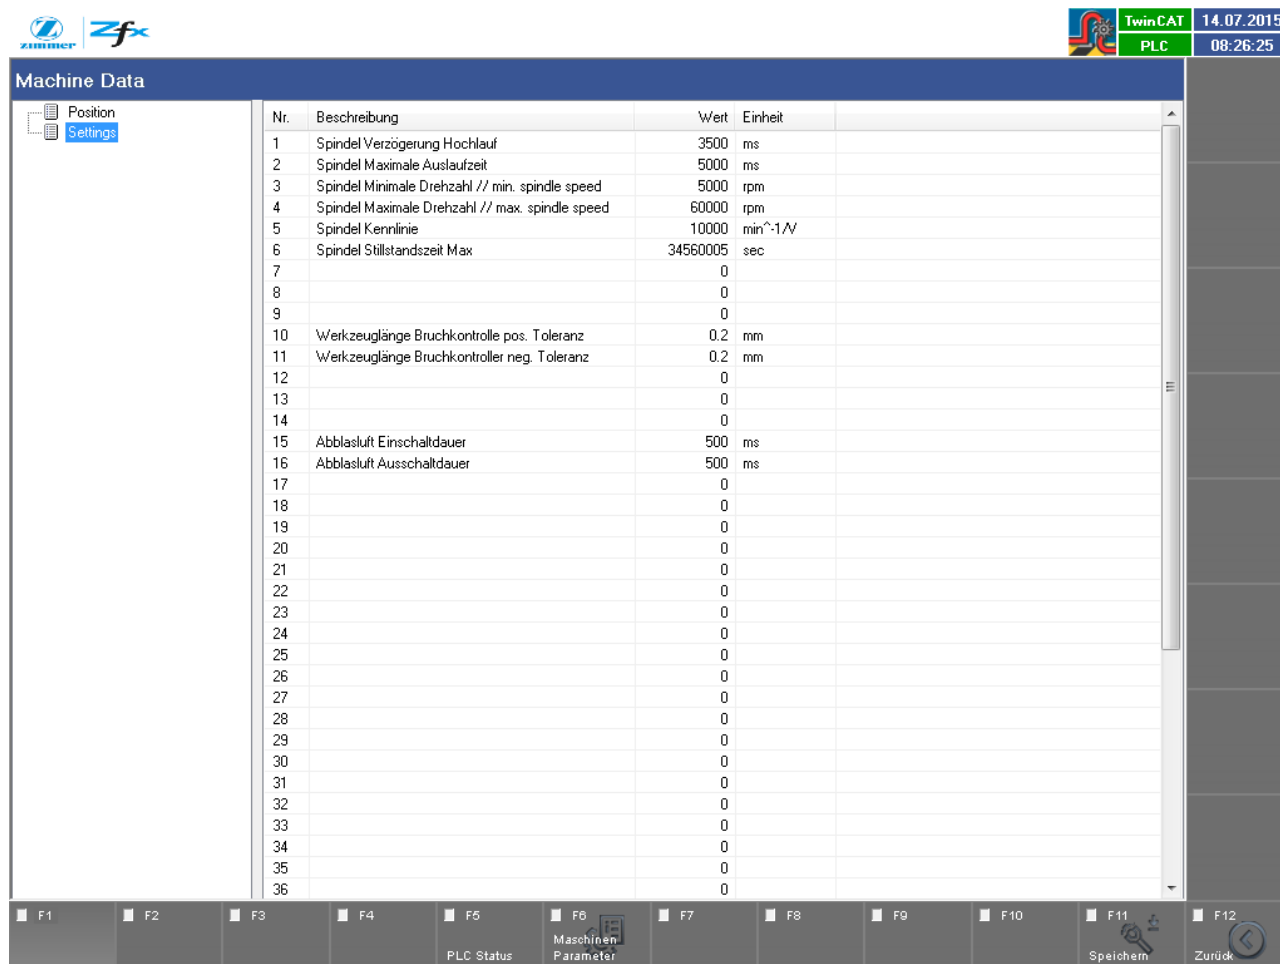 zimmer Zfx
TwinCAT 14.07.2015
PLC 08:26:25
Machine Data
Position
Settings
Nr. Beschreibung Wert Einheit
1 Spindel Verzögerung Hochlauf 3500 ms
2 Spindel Maximale Auslaufzeit 5000 ms
3 Spindel Minimale Drehzahl // min. spindle speed 5000 rpm
4 Spindel Maximale Drehzahl // max. spindle speed 60000 rpm
5 Spindel Kennlinie 10000 min^-1/V
6 Spindel Stillstandszeit Max 34560005 sec
7 0
8 0
9 0
10 Werkzeuglänge Bruchkontrolle pos. Toleranz 0.2 mm
11 Werkzeuglänge Bruchkontroller neg. Toleranz 0.2 mm
12 0
13 0
14 0
15 Abblasluft Einschaltdauer 500 ms
16 Abblasluft Ausschaltdauer 500 ms
17 0
18 0
19 0
20 0
21 0
22 0
23 0
24 0
25 0
26 0
27 0
28 0
29 0
30 0
31 0
32 0
33 0
34 0
35 0
36 0
F1 F2 F3 F4 F5 F6 F7 F8 F9 F10 F11 F12
PLC Status Maschinen Parameter Speichern Zurück